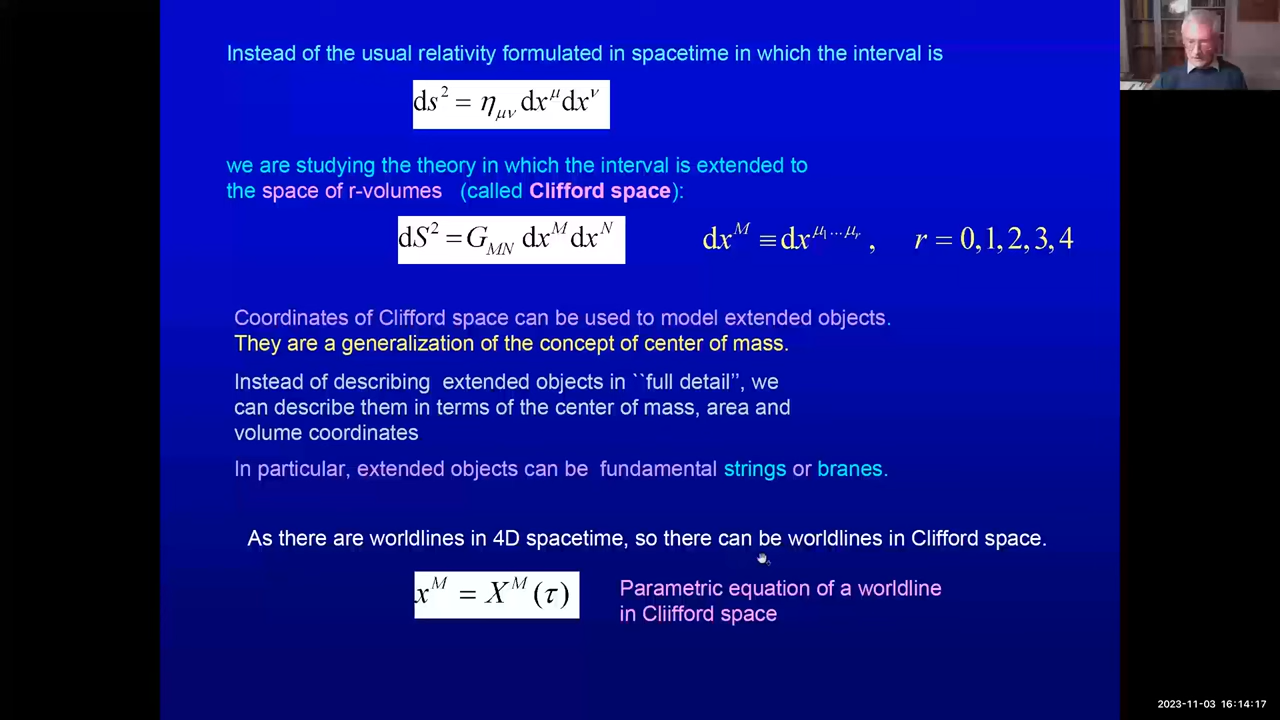 Instead of the usual relativity formulated in spacetime in which the interval is
ds² = η_{μν} dx^μ dx^ν
we are studying the theory in which the interval is extended to
the space of r-volumes (called Clifford space):
dS² = G_{MN} dx^M dx^N dx^M ≡ dx^{μ₁...μ_r} , r = 0,1,2,3,4
Coordinates of Clifford space can be used to model extended objects.
They are a generalization of the concept of center of mass.
Instead of describing extended objects in ``full detail'', we
can describe them in terms of the center of mass, area and
volume coordinates
In particular, extended objects can be fundamental strings or branes.
As there are worldlines in 4D spacetime, so there can be worldlines in Clifford space.
x^M = X^M (τ) Parametric equation of a worldline
in Cliifford space
2023-11-03 16:14:17